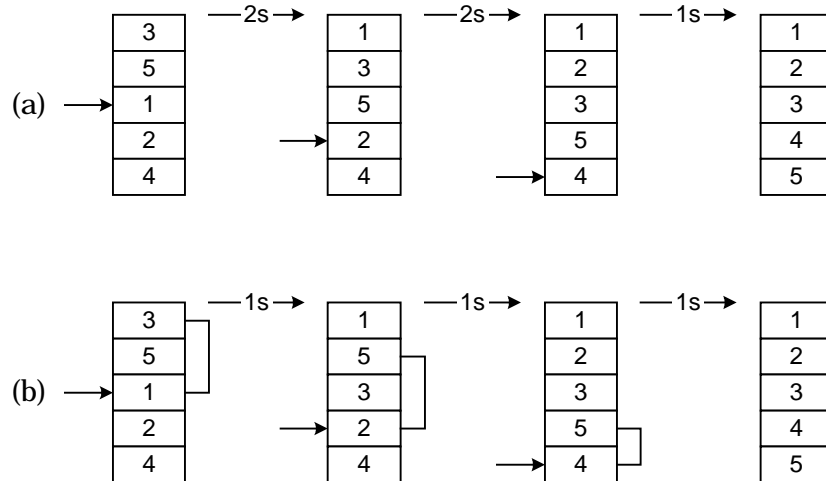 2s 2s 1s
3 1 1 1
5 3 2 2
(a) 1 5 3 3
2 2 5 4
4 4 4 5
1s 1s 1s
3 1 1 1
5 5 2 2
(b) 1 3 3 3
2 2 5 4
4 4 4 5